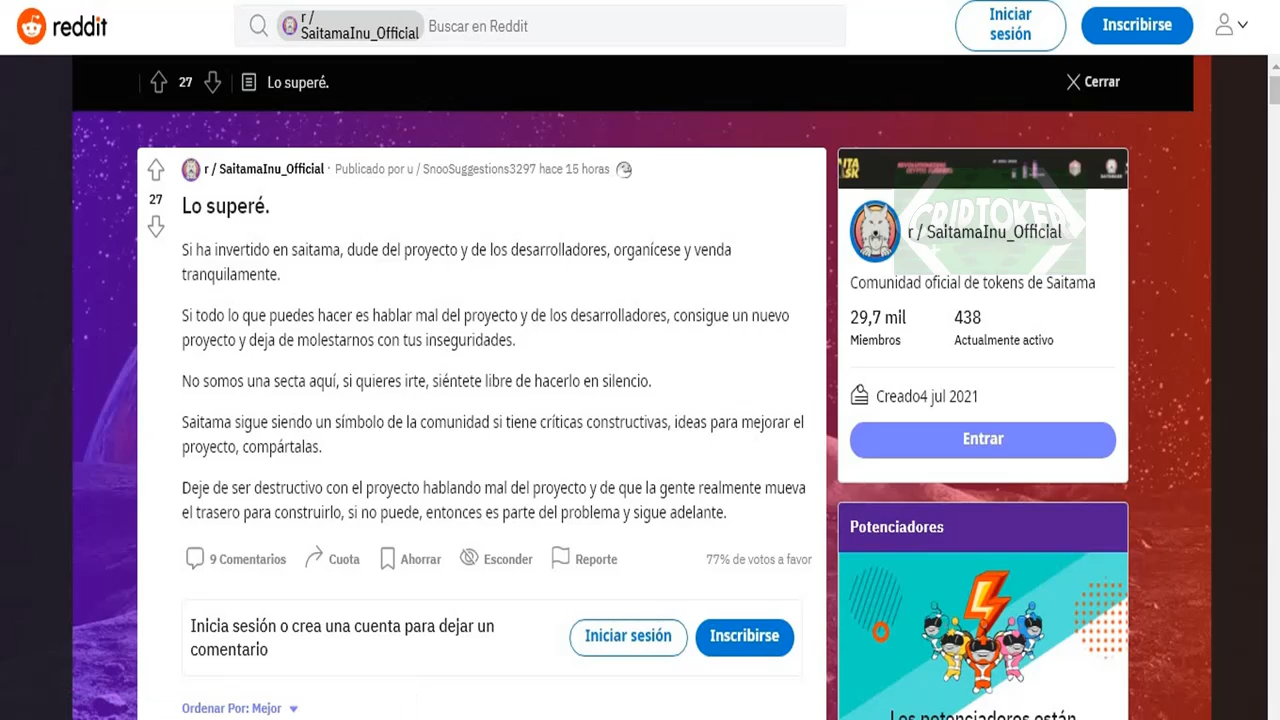 reddit
r /
SaitamaInu_Official
Buscar en Reddit
Iniciar
sesión
Inscribirse
27
Lo superé.
Cerrar
r / SaitamaInu_Official · Publicado por u / SnooSuggestions3297 hace 15 horas
27
Lo superé.
Si ha invertido en saitama, dude del proyecto y de los desarrolladores, organícese y venda
tranquilamente.
Si todo lo que puedes hacer es hablar mal del proyecto y de los desarrolladores, consigue un nuevo
proyecto y deja de molestarnos con tus inseguridades.
No somos una secta aquí, si quieres irte, siéntete libre de hacerlo en silencio.
Saitama sigue siendo un símbolo de la comunidad si tiene críticas constructivas, ideas para mejorar el
proyecto, compártalas.
Deje de ser destructivo con el proyecto hablando mal del proyecto y de que la gente realmente mueva
el trasero para construirlo, si no puede, entonces es parte del problema y sigue adelante.
9 Comentarios
Cuota
Ahorrar
Esconder
Reporte
77% de votos a favor
Inicia sesión o crea una cuenta para dejar un
comentario
Iniciar sesión
Inscribirse
Ordenar Por: Mejor
CRIPTOKER
r / SaitamaInu_Official
Comunidad oficial de tokens de Saitama
29,7 mil
438
Miembros
Actualmente activo
Creado4 jul 2021
Entrar
Potenciadores
Los potenciadores están